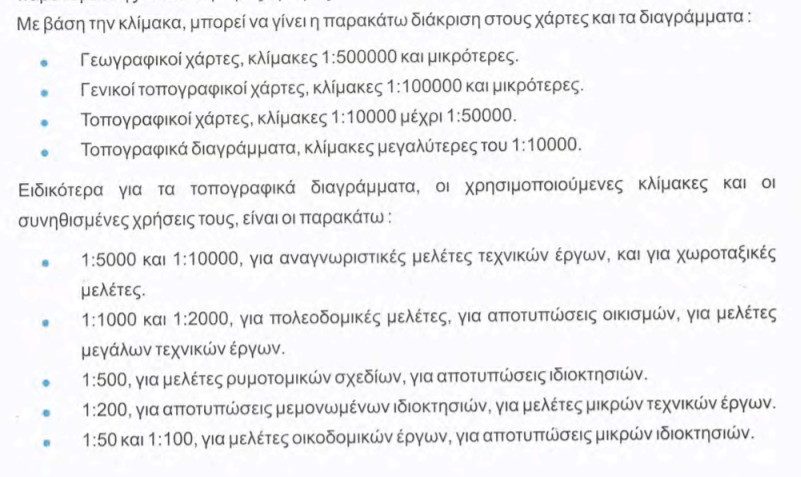 Με βάση την κλίμακα, μπορεί να γίνει η παρακάτω διάκριση στους χάρτες και τα διαγράμματα :
• Γεωγραφικοί χάρτες, κλίμακες 1:500000 και μικρότερες.
• Γενικοί τοπογραφικοί χάρτες, κλίμακες 1:100000 και μικρότερες.
• Τοπογραφικοί χάρτες, κλίμακες 1:10000 μέχρι 1:50000.
• Τοπογραφικά διαγράμματα, κλίμακες μεγαλύτερες του 1:10000.
Ειδικότερα για τα τοπογραφικά διαγράμματα, οι χρησιμοποιούμενες κλίμακες και οι
συνηθισμένες χρήσεις τους, είναι οι παρακάτω :
• 1:5000 και 1:10000, για αναγνωριστικές μελέτες τεχνικών έργων, και για χωροταξικές
μελέτες.
• 1:1000 και 1:2000, για πολεοδομικές μελέτες, για αποτυπώσεις οικισμών, για μελέτες
μεγάλων τεχνικών έργων.
• 1:500, για μελέτες ρυμοτομικών σχεδίων, για αποτυπώσεις ιδιοκτησιών.
• 1:200, για αποτυπώσεις μεμονωμένων ιδιοκτησιών, για μελέτες μικρών τεχνικών έργων.
• 1:50 και 1:100, για μελέτες οικοδομικών έργων, για αποτυπώσεις μικρών ιδιοκτησιών.